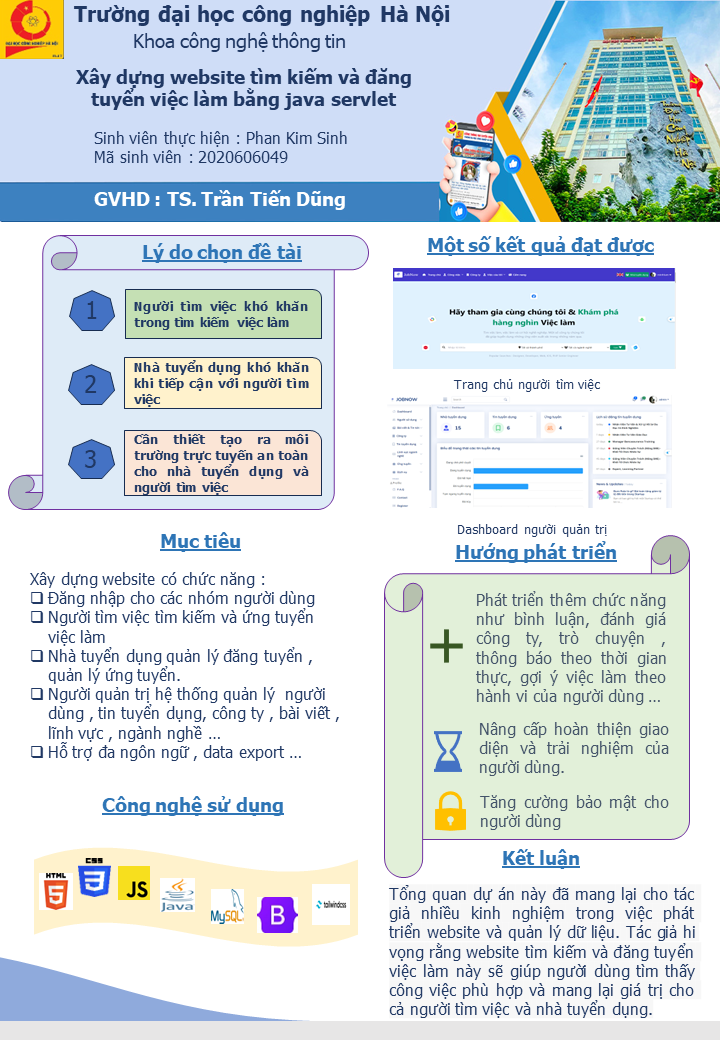 Trường đại học công nghiệp Hà Nội
Khoa công nghệ thông tin
Xây dựng website tìm kiếm và đăng
tuyển việc làm bằng java servlet
Sinh viên thực hiện : Phan Kim Sinh
Mã sinh viên : 2020606049
GVHD : TS. Trần Tiến Dũng
Lý do chọn đề tài
1
Người tìm việc khó khăn
trong tìm kiếm việc làm
2
Nhà tuyển dụng khó khăn
khi tiếp cận với người tìm
việc
3
Cần thiết tạo ra môi
trường trực tuyến an toàn
cho nhà tuyển dụng và
người tìm việc
Mục tiêu
Xây dựng website có chức năng :
Đăng nhập cho các nhóm người dùng
Người tìm việc tìm kiếm và ứng tuyển
việc làm
Nhà tuyển dụng quản lý đăng tuyển ,
quản lý ứng tuyển.
Người quản trị hệ thống quản lý người
dùng , tin tuyển dụng, công ty , bài viết ,
lĩnh vực , ngành nghề ...
Hỗ trợ đa ngôn ngữ , data export ...
Công nghệ sử dụng
HTML
CSS
JS
Java
MySQL
B
tailwindcss
Một số kết quả đạt được
Hãy tham gia cùng chúng tôi & Khám phá
hàng nghìn Việc làm
Trang chủ người tìm việc
JOBNOW
Dashboard người quản trị
Hướng phát triển
Phát triển thêm chức năng
như bình luận, đánh giá
công ty, trò chuyện ,
thông báo theo thời gian
thực, gợi ý việc làm theo
hành vi của người dùng ...
Nâng cấp hoàn thiện giao
diện và trải nghiệm của
người dùng.
Tăng cường bảo mật cho
người dùng
Kết luận
Tổng quan dự án này đã mang lại cho tác
giả nhiều kinh nghiệm trong việc phát
triển website và quản lý dữ liệu. Tác giả hi
vọng rằng website tìm kiếm và đăng tuyển
việc làm này sẽ giúp người dùng tìm thấy
công việc phù hợp và mang lại giá trị cho
cả người tìm việc và nhà tuyển dụng.